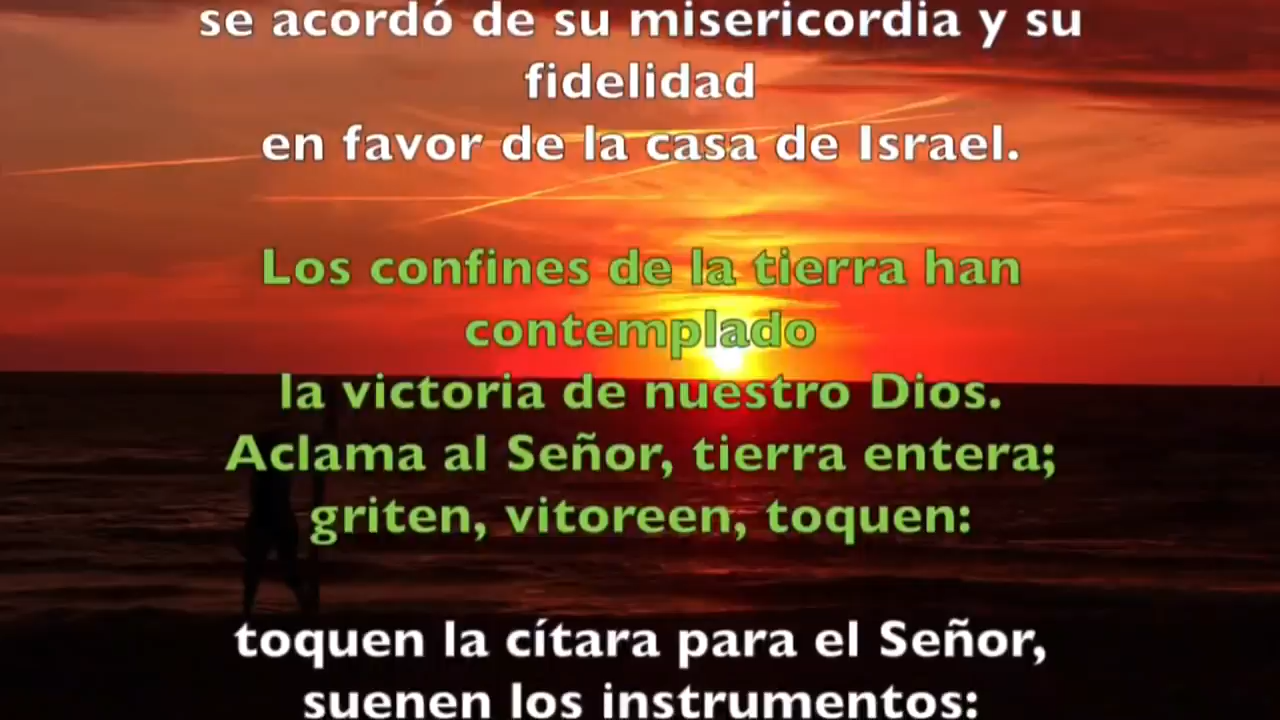 se acordó de su misericordia y su
fidelidad
en favor de la casa de Israel.
Los confines de la tierra han
contemplado
la victoria de nuestro Dios.
Aclama al Señor, tierra entera;
griten, vitoreen, toquen:
toquen la cítara para el Señor,
suenen los instrumentos: